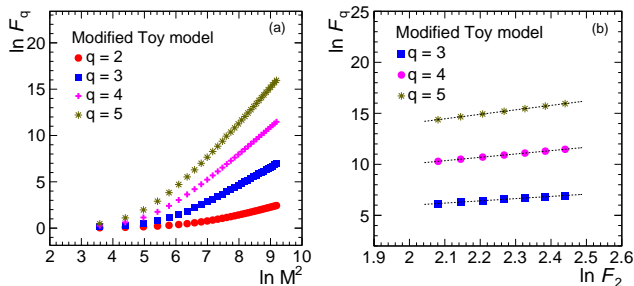 ln F_q
20
15
10
5
0
Modified Toy model (a)
q = 2
q = 3
q = 4
q = 5
2 3 4 5 6 7 8 9 10
ln M²
ln F_q
25
20
15
10
5
Modified Toy model (b)
q = 3
q = 4
q = 5
1.9 2 2.1 2.2 2.3 2.4 2.5 2.6
ln F₂